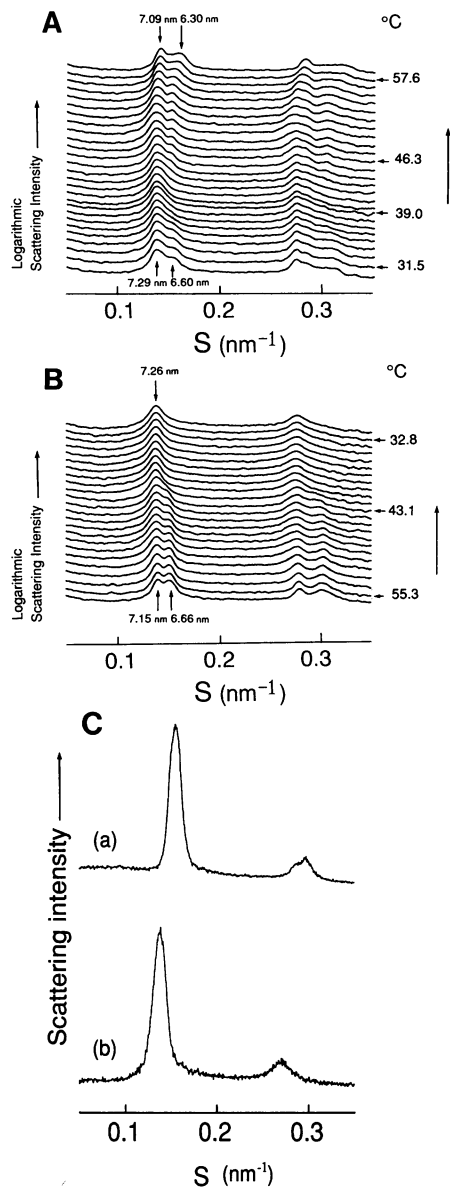 A
7.09 nm 6.30 nm
°C
57.6
46.3
39.0
31.5
Logarithmic
Scattering Intensity
7.29 nm 6.60 nm
0.1 0.2 0.3
S (nm⁻¹)
B
7.26 nm
°C
32.8
43.1
55.3
Logarithmic
Scattering Intensity
7.15 nm 6.66 nm
0.1 0.2 0.3
S (nm⁻¹)
C
(a)
(b)
Scattering intensity
0.1 0.2 0.3
S (nm⁻¹)